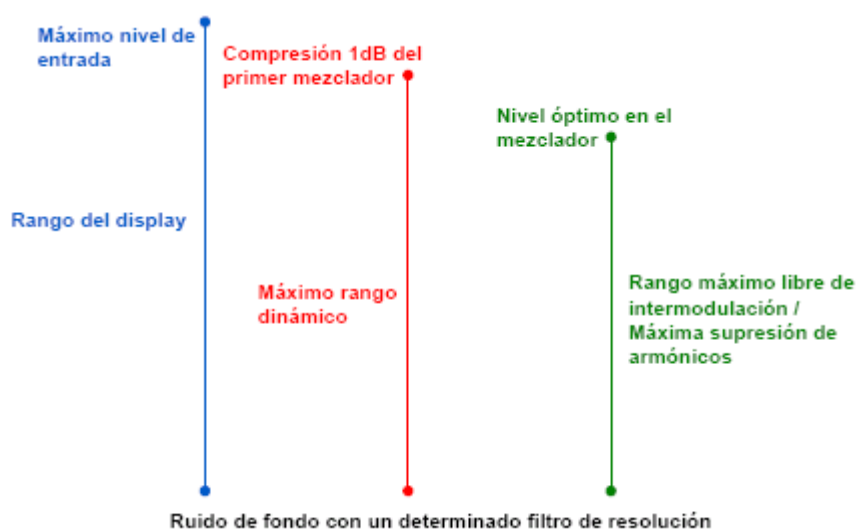 Máximo nivel de
entrada
Compresión 1dB del
primer mezclador
Nivel óptimo en el
mezclador
Rango del display
Máximo rango
dinámico
Rango máximo libre de
intermodulación /
Máxima supresión de
armónicos
Ruido de fondo con un determinado filtro de resolución